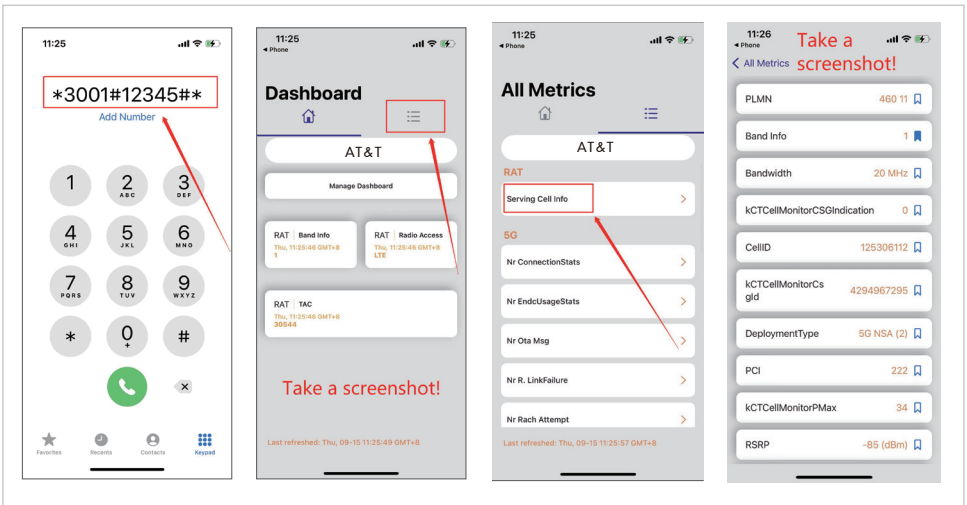 11:25
*3001#12345#*
Add Number
1
2
ABC
3
DEF
4
GHI
5
JKL
6
MNO
7
PQRS
8
TUV
9
WXYZ
*
0
+
#
Favorites
Recents
Contacts
Keypad
11:25
Phone
Dashboard
AT&T
Manage Dashboard
RAT Band Info
Thu, 11:25:46 GMT+8
1
RAT Radio Access
Thu, 11:25:46 GMT+8
LTE
RAT TAC
Thu, 11:25:46 GMT+8
30544
Take a screenshot!
Last refreshed: Thu, 09-15 11:25:49 GMT+8
11:25
Phone
All Metrics
AT&T
RAT
Serving Cell Info
5G
Nr ConnectionStats
Nr EndcUsageStats
Nr Ota Msg
Nr R. LinkFailure
Nr Rach Attempt
Last refreshed: Thu, 09-15 11:25:57 GMT+8
11:26
Phone
All Metrics
Take a
screenshot!
PLMN 460 11
Band Info 1
Bandwidth 20 MHz
kCTCellMonitorCSGIndication 0
CellID 125306112
kCTCellMonitorCs
gId 4294967295
DeploymentType 5G NSA (2)
PCI 222
kCTCellMonitorPMax 34
RSRP -85 (dBm)